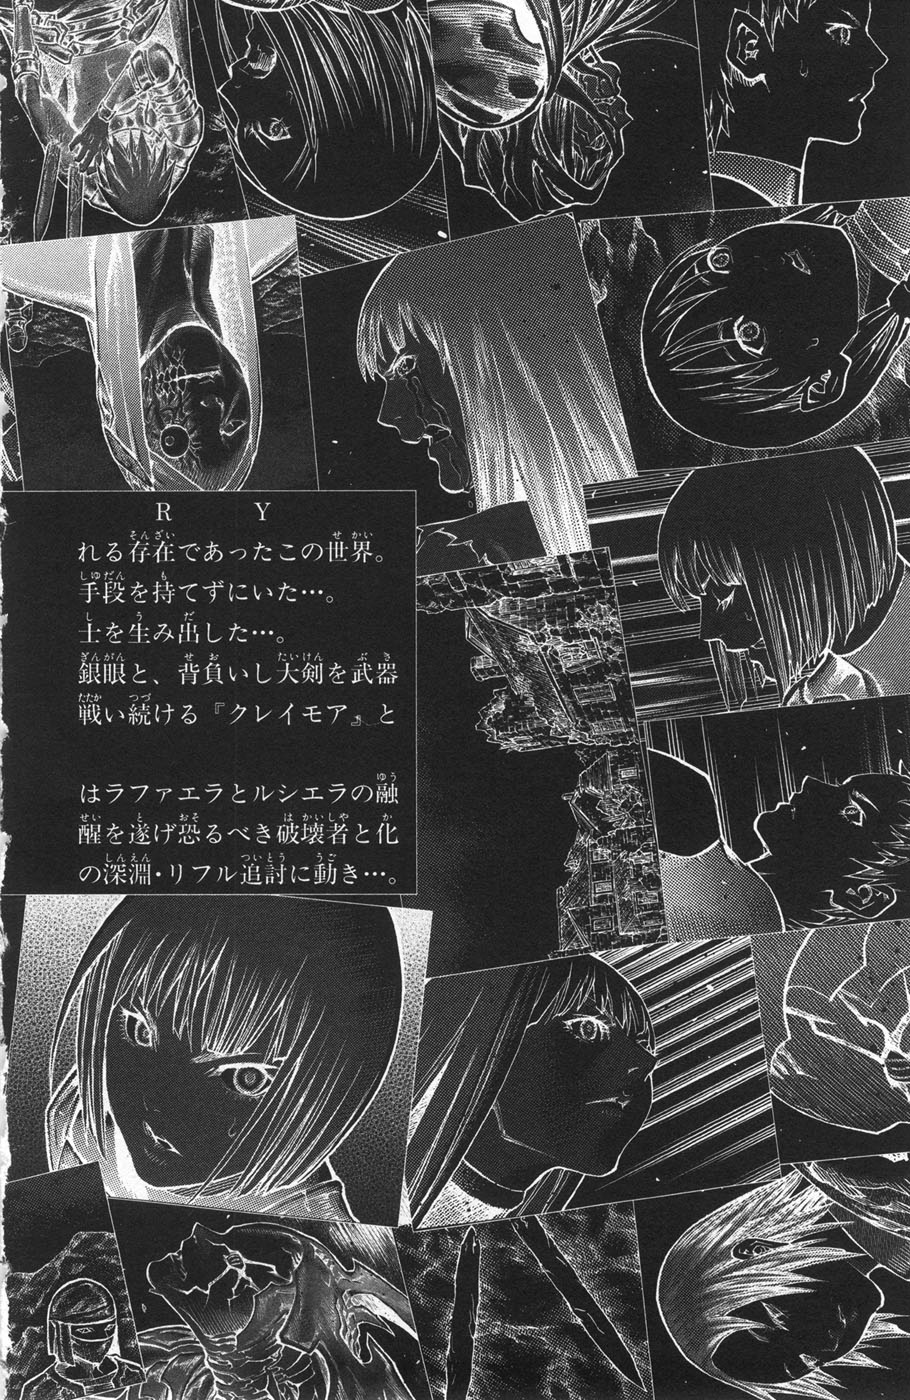 R Y
れる存在であったこの世界。
手段を持てずにいた…。
士を生み出した…。
銀眼と、背負いし大剣を武器
戦い続ける『クレイモア』と
はラファエラとルシエラの融
醒を遂げ恐るべき破壊者と化
の深淵・リフル追討に動き…。